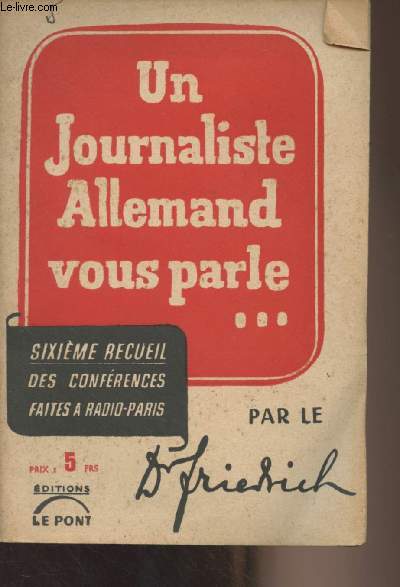 Le-livre.com
Un
Journaliste
Allemand
vous parle
...
SIXIÈME RECUEIL
DES CONFÉRENCES
FAITES A RADIO-PARIS
PAR LE
Dr Friedrich
PRIX : 5 FRS
ÉDITIONS
LE PONT